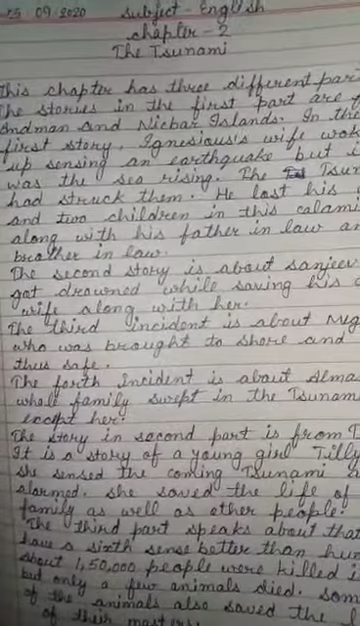 05.09.2020 Subject - English
chapter - 2
The Tsunami
This chapter has three different par
The stories in the first part are f
Andman and Nicbar Islands. In the
first story, Ignesious's wife wok
up sensing an earthquake but i
was the sea rising. The Tsun
had struck them. He lost his
and two children in this calami
along with his father in law an
brother in law.
The second story is about Sanjeev
got drowned while saving his
wife along with her.
The third incident is about Meg
who was brought to shore and
thus safe.
The forth Incident is about Alma
whole family swept in the Tsunam
except her.
The story in second part is from T
It is a story of a young girl Tilly
she sensed the coming Tsunami
alarmed. she saved the life of
family as well as other people.
The third part speaks about that
have a sixth sense better than hum
about 1,50,000 people were killed i
but only a few animals died. som
of the animals also saved the l
of their masters.